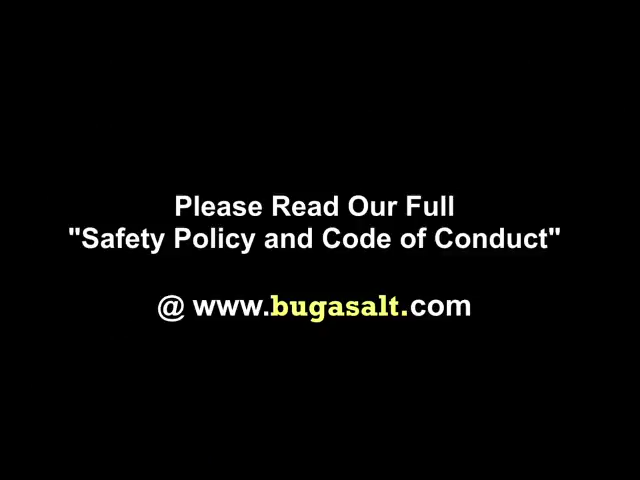 Please Read Our Full
"Safety Policy and Code of Conduct"
@ www.bugasalt.com